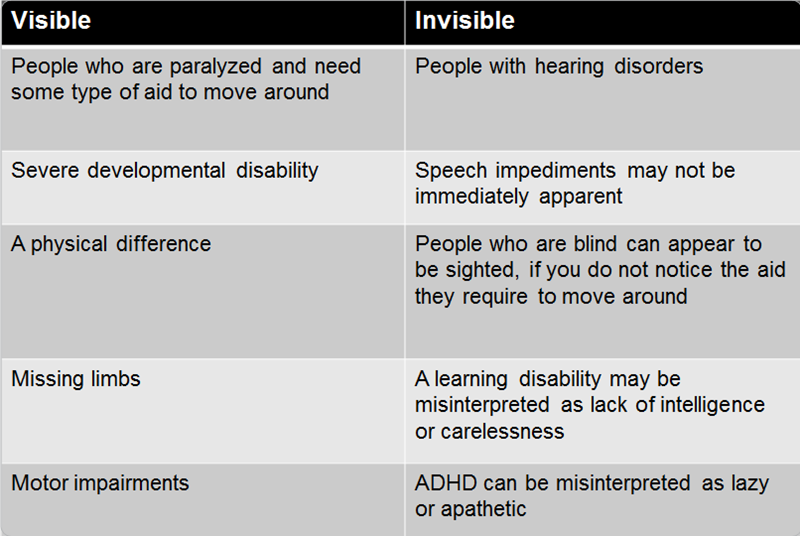 Visible
Invisible
People who are paralyzed and need
some type of aid to move around
People with hearing disorders
Severe developmental disability
Speech impediments may not be
immediately apparent
A physical difference
People who are blind can appear to
be sighted, if you do not notice the aid
they require to move around
Missing limbs
A learning disability may be
misinterpreted as lack of intelligence
or carelessness
Motor impairments
ADHD can be misinterpreted as lazy
or apathetic